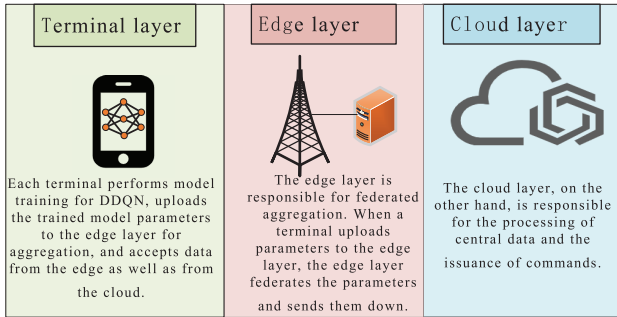 Terminal layer
Each terminal performs model
training for DDQN, uploads
the trained model parameters
to the edge layer for
aggregation, and accepts data
from the edge as well as from
the cloud.
Edge layer
The edge layer is
responsible for federated
aggregation. When a
terminal uploads
parameters to the edge
layer, the edge layer
federates the parameters
and sends them down.
Cloud layer
The cloud layer, on the
other hand, is responsible
for the processing of
central data and the
issuance of commands.